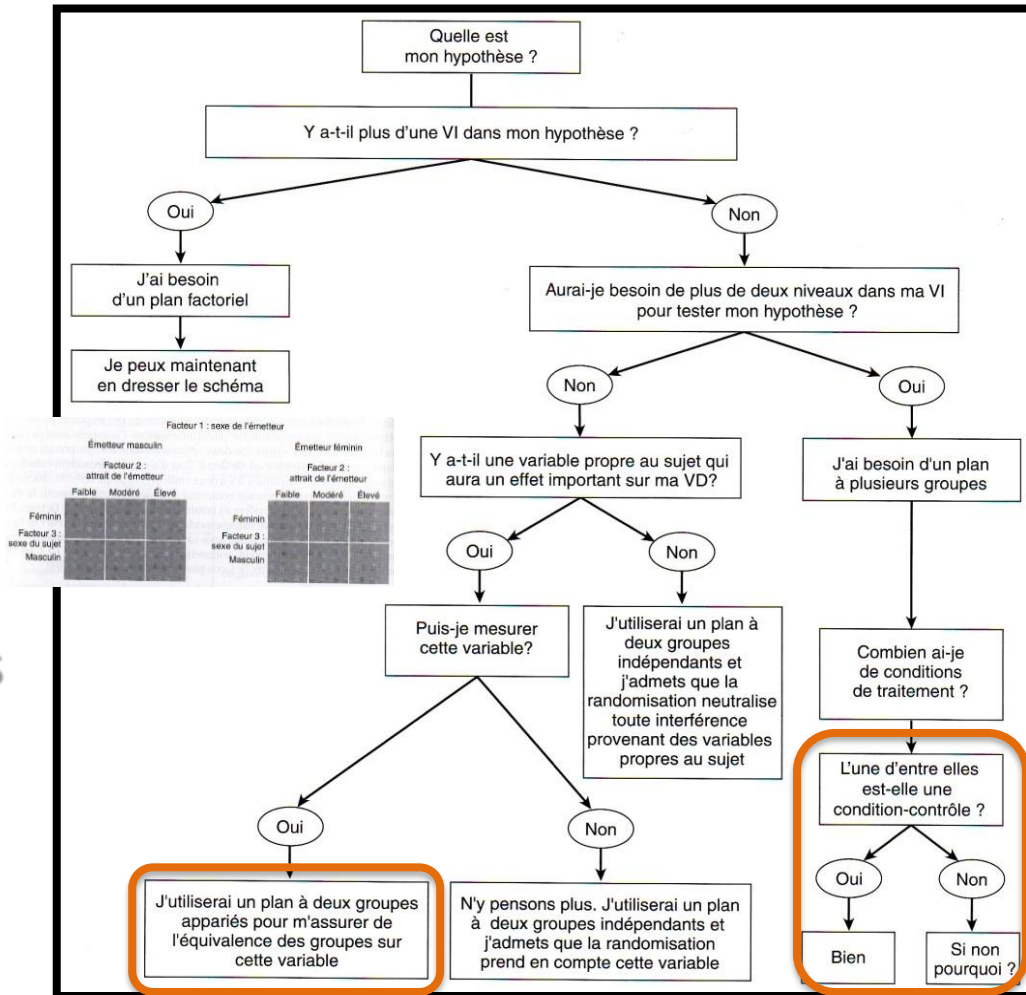 Quelle est
mon hypothèse ?
Y a-t-il plus d'une VI dans mon hypothèse ?
Oui
Non
J'ai besoin
d'un plan factoriel
Aurai-je besoin de plus de deux niveaux dans ma VI
pour tester mon hypothèse ?
Je peux maintenant
en dresser le schéma
Non
Oui
Facteur 1 : sexe de l'émetteur
Émetteur masculin
Émetteur féminin
Facteur 2 :
attrait de l'émetteur
Facteur 2 :
attrait de l'émetteur
Faible Modéré Élevé
Faible Modéré Élevé
Féminin
Facteur 3 :
sexe du sujet
Masculin
Féminin
Facteur 3 :
sexe du sujet
Masculin
Y a-t-il une variable propre au sujet qui
aura un effet important sur ma VD?
J'ai besoin d'un plan
à plusieurs groupes
Oui
Non
Puis-je mesurer
cette variable?
J'utiliserai un plan à
deux groupes
indépendants et
j'admets que la
randomisation neutralise
toute interférence
provenant des variables
propres au sujet
Combien ai-je
de conditions
de traitement ?
L'une d'entre elles
est-elle une
condition-contrôle ?
Oui
Non
Oui
Non
J'utiliserai un plan à deux groupes
appariés pour m'assurer de
l'équivalence des groupes sur
cette variable
N'y pensons plus. J'utiliserai un plan
à deux groupes indépendants et
j'admets que la randomisation
prend en compte cette variable
Bien
Si non
pourquoi ?